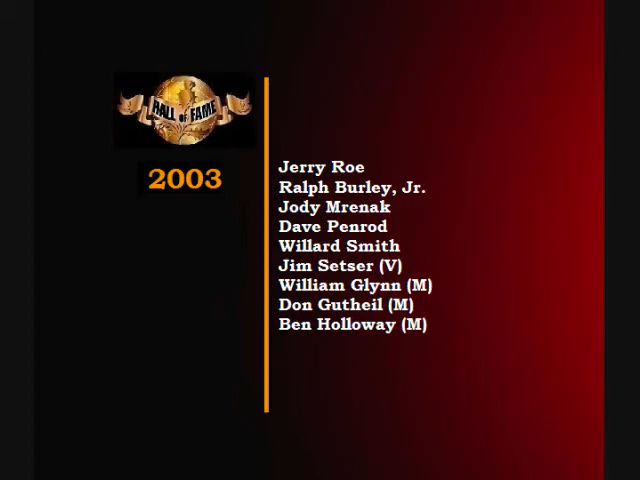 HALL OF FAME
2003
Jerry Roe
Ralph Burley, Jr.
Jody Mrenak
Dave Penrod
Willard Smith
Jim Setser (V)
William Glynn (M)
Don Gutheil (M)
Ben Holloway (M)